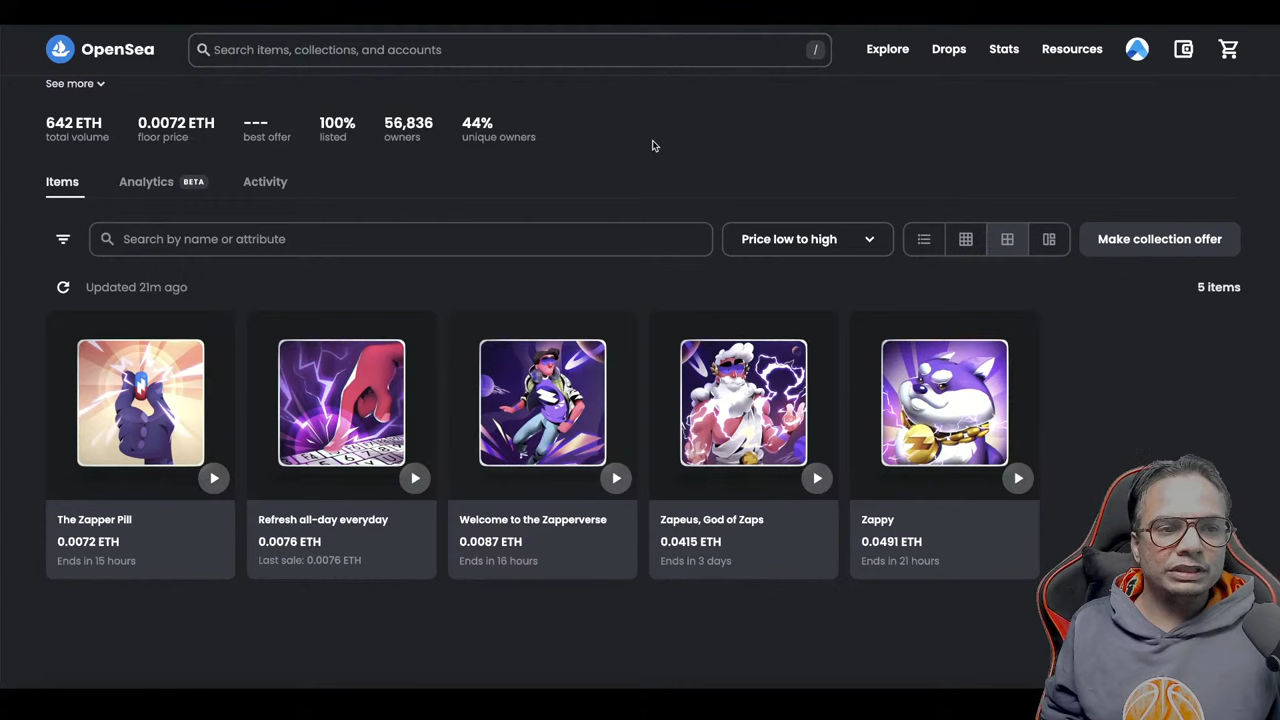 OpenSea
Search items, collections, and accounts
/
Explore
Drops
Stats
Resources
See more
642 ETH
total volume
0.0072 ETH
floor price
---
best offer
100%
listed
56,836
owners
44%
unique owners
Items
Analytics BETA
Activity
Search by name or attribute
Price low to high
Make collection offer
Updated 21m ago
5 items
The Zapper Pill
0.0072 ETH
Ends in 15 hours
Refresh all-day everyday
0.0076 ETH
Last sale: 0.0076 ETH
Welcome to the Zapperverse
0.0087 ETH
Ends in 16 hours
Zapeus, God of Zaps
0.0415 ETH
Ends in 3 days
Zappy
0.0491 ETH
Ends in 21 hours